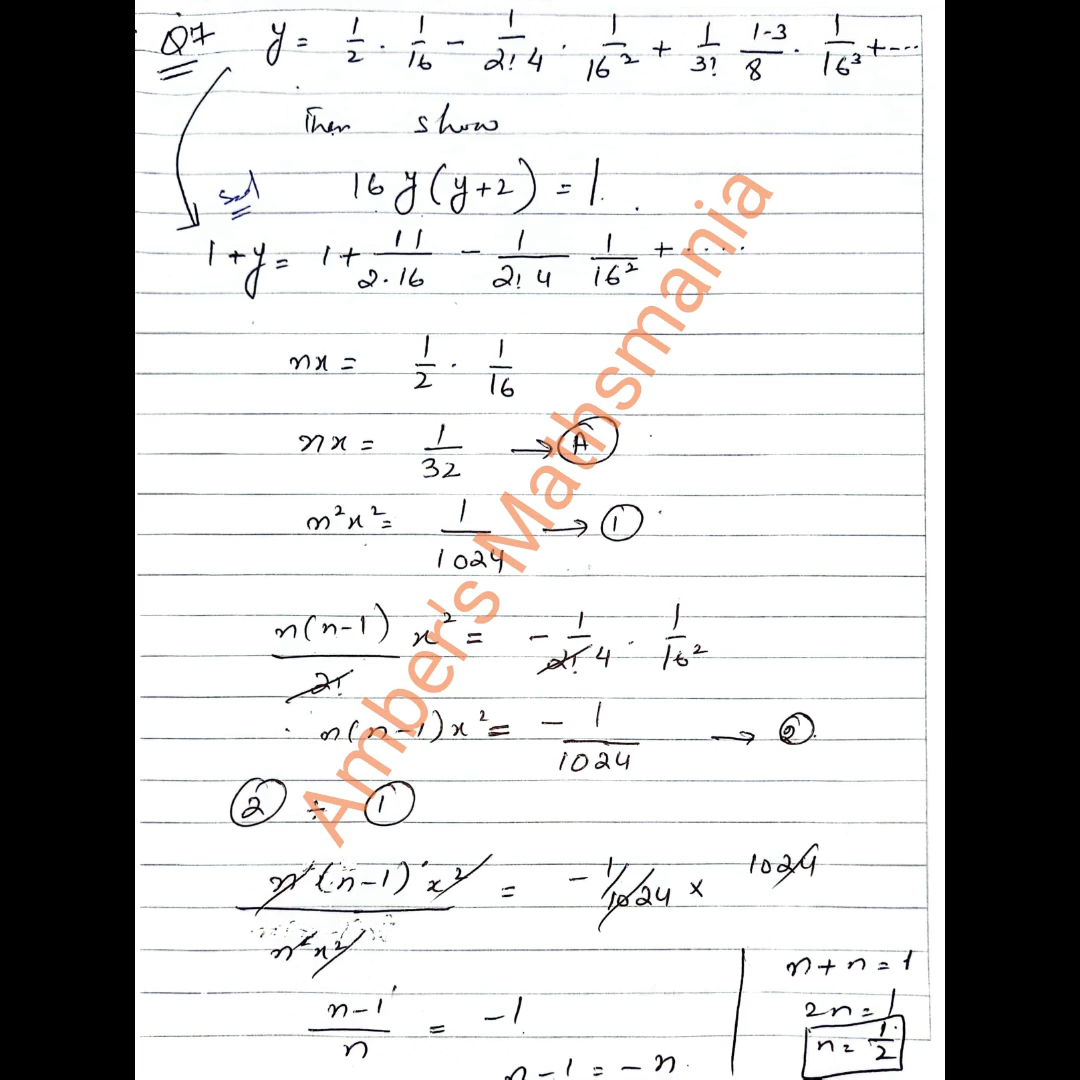 Q7 y = 1/2 · 1/16 − 1/2! 4 · 1/16² + 1/3! 1·3/8 · 1/16³ + ---
Then show
16 y (y+2) = 1.
Sol
1 + y = 1 + 1 1/2·16 − 1/2! 4 1/16² + ....
nx = 1/2 · 1/16
nx = 1/32 → (A)
n²x² = 1/1024 → (1)
n(n−1)/2! x² = − 1/2! 4 · 1/16²
n(n−1)x² = − 1/1024 → (2).
(2) ÷ (1)
n(n−1)x²/n²x² = −1/1024 × 1024
n−1/n = −1
n−1 = −n.
n+n = 1
2n = 1
n = 1/2
Amber's Mathsmania